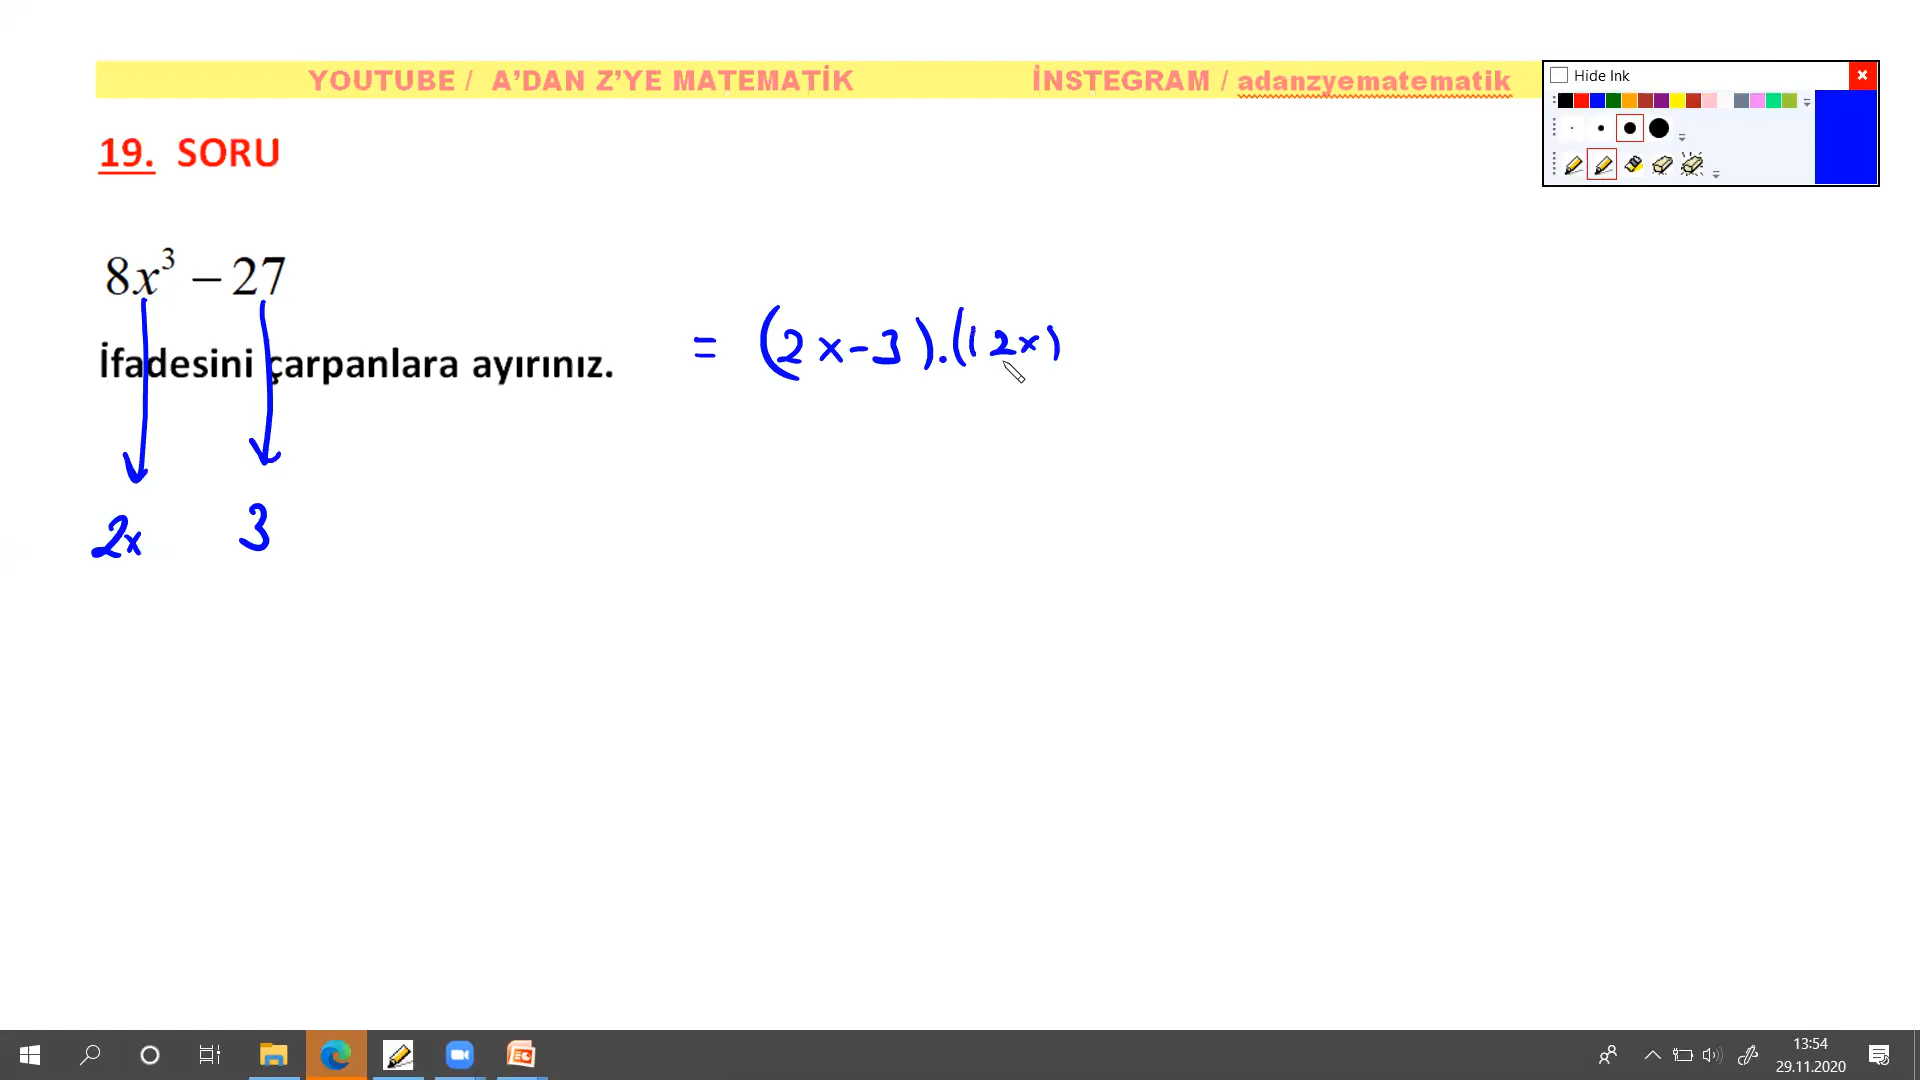 YOUTUBE / A’DAN Z’YE MATEMATİK İNSTEGRAM / adanzyematematik
Hide Ink
19. SORU
8x³ – 27
= (2x-3).((2x)
İfadesini çarpanlara ayırınız.
2x 3
13:54
29.11.2020